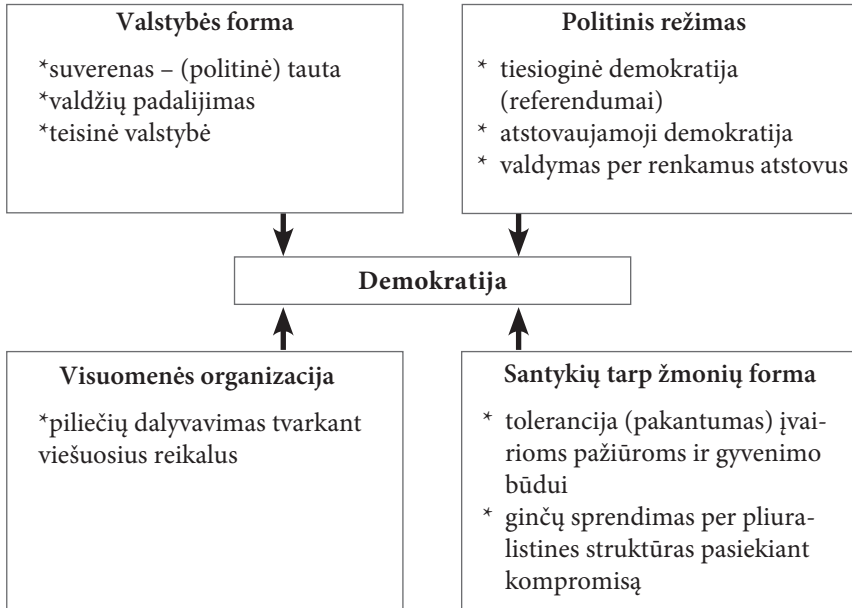 Valstybės forma
*suverenas – (politinė) tauta
*valdžių padalijimas
*teisinė valstybė
Politinis režimas
* tiesioginė demokratija
(referendumai)
* atstovaujamoji demokratija
* valdymas per renkamus atstovus
Demokratija
Visuomenės organizacija
*piliečių dalyvavimas tvarkant
viešuosius reikalus
Santykių tarp žmonių forma
* tolerancija (pakantumas) įvai-
rioms pažiūroms ir gyvenimo
būdui
* ginčų sprendimas per pliura-
listines struktūras pasiekiant
kompromisą